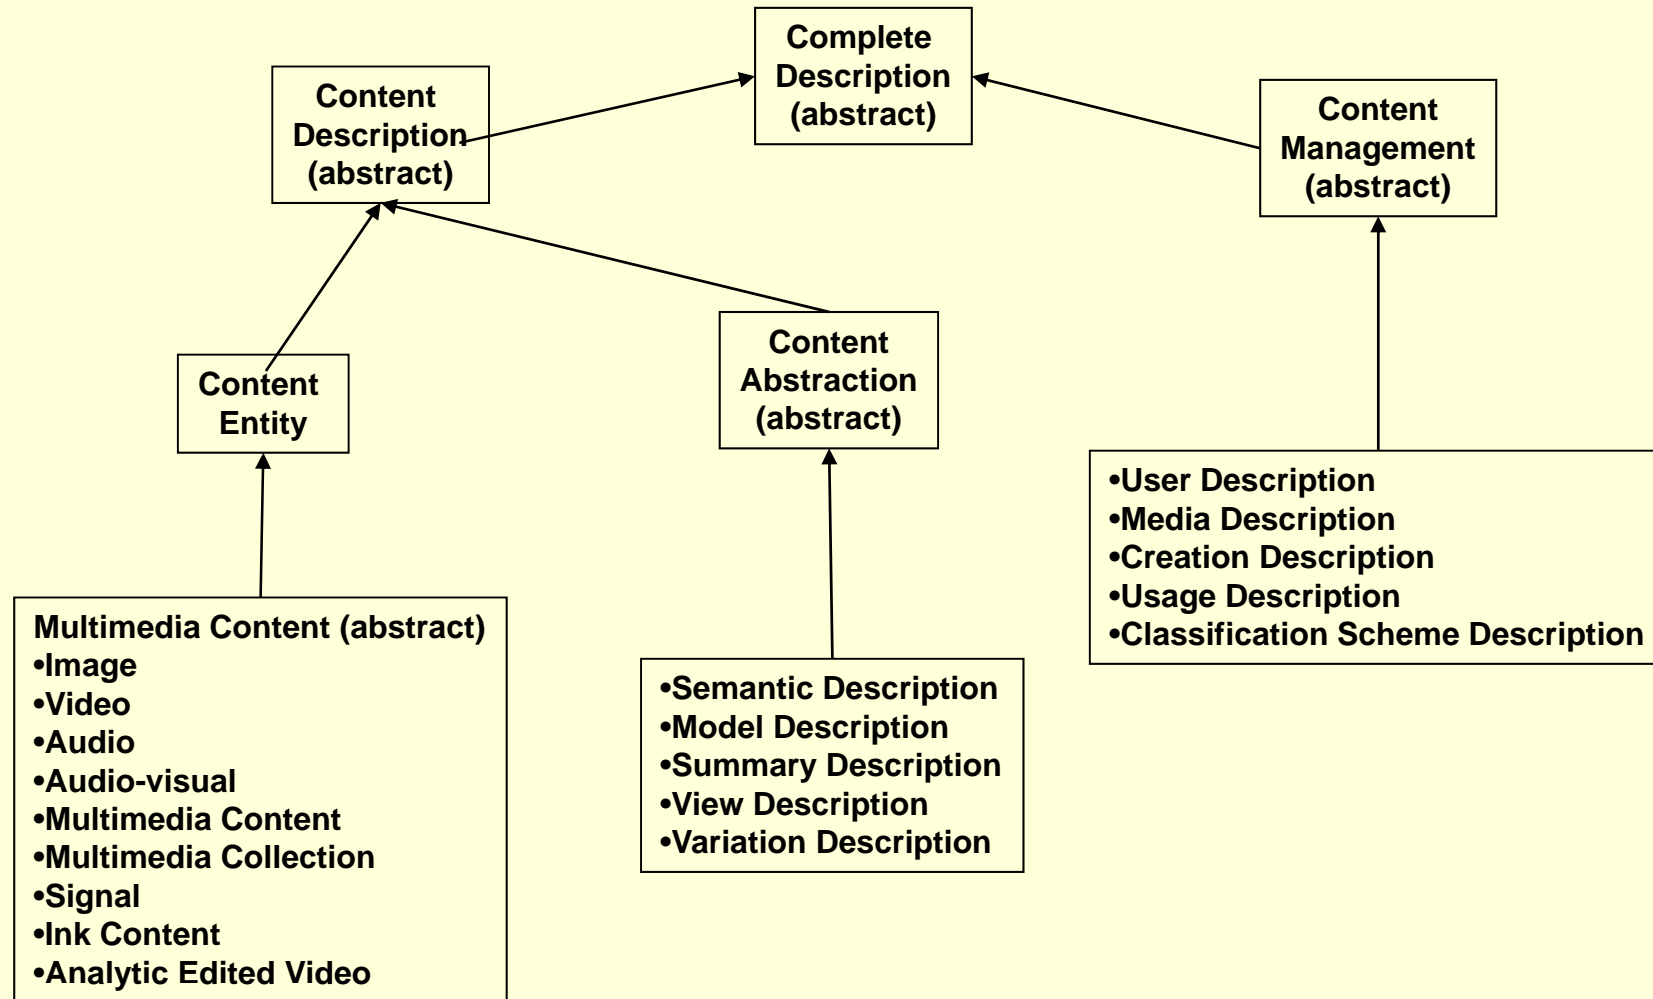 Complete
Description
(abstract)
Content
Description
(abstract)
Content
Management
(abstract)
Content
Entity
Content
Abstraction
(abstract)
•User Description
•Media Description
•Creation Description
•Usage Description
•Classification Scheme Description
Multimedia Content (abstract)
•Image
•Video
•Audio
•Audio-visual
•Multimedia Content
•Multimedia Collection
•Signal
•Ink Content
•Analytic Edited Video
•Semantic Description
•Model Description
•Summary Description
•View Description
•Variation Description